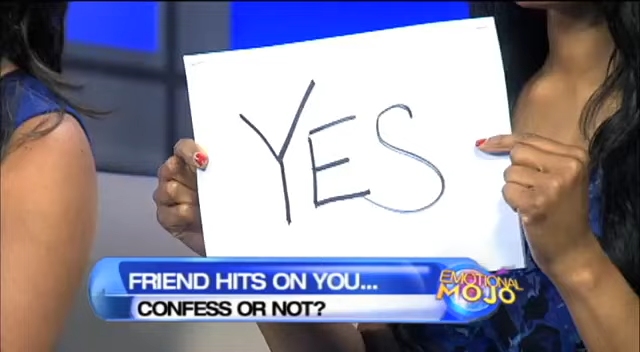 YES
FRIEND HITS ON YOU...
CONFESS OR NOT?
EMOTIONAL
MOJO